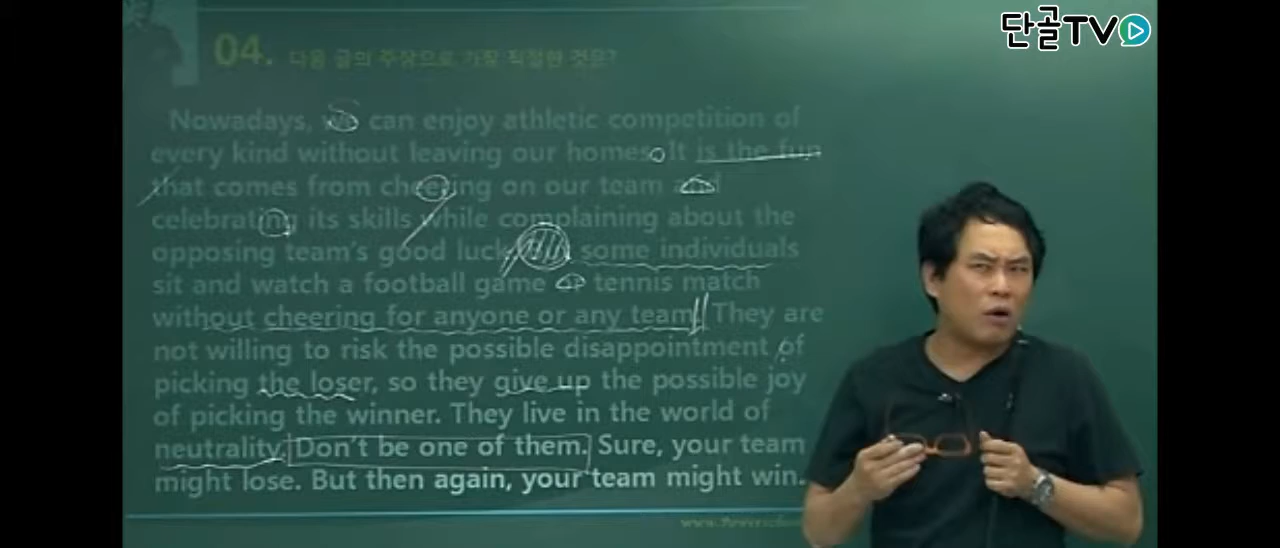 단골TV
04. 다음 글의 주장으로 가장 적절한 것은?
Nowadays, we can enjoy athletic competition of
every kind without leaving our homes. It is the fun
that comes from cheering on our team and
celebrating its skills while complaining about the
opposing team's good luck. But some individuals
sit and watch a football game or tennis match
without cheering for anyone or any team. They are
not willing to risk the possible disappointment of
picking the loser, so they give up the possible joy
of picking the winner. They live in the world of
neutrality. Don't be one of them. Sure, your team
might lose. But then again, your team might win.